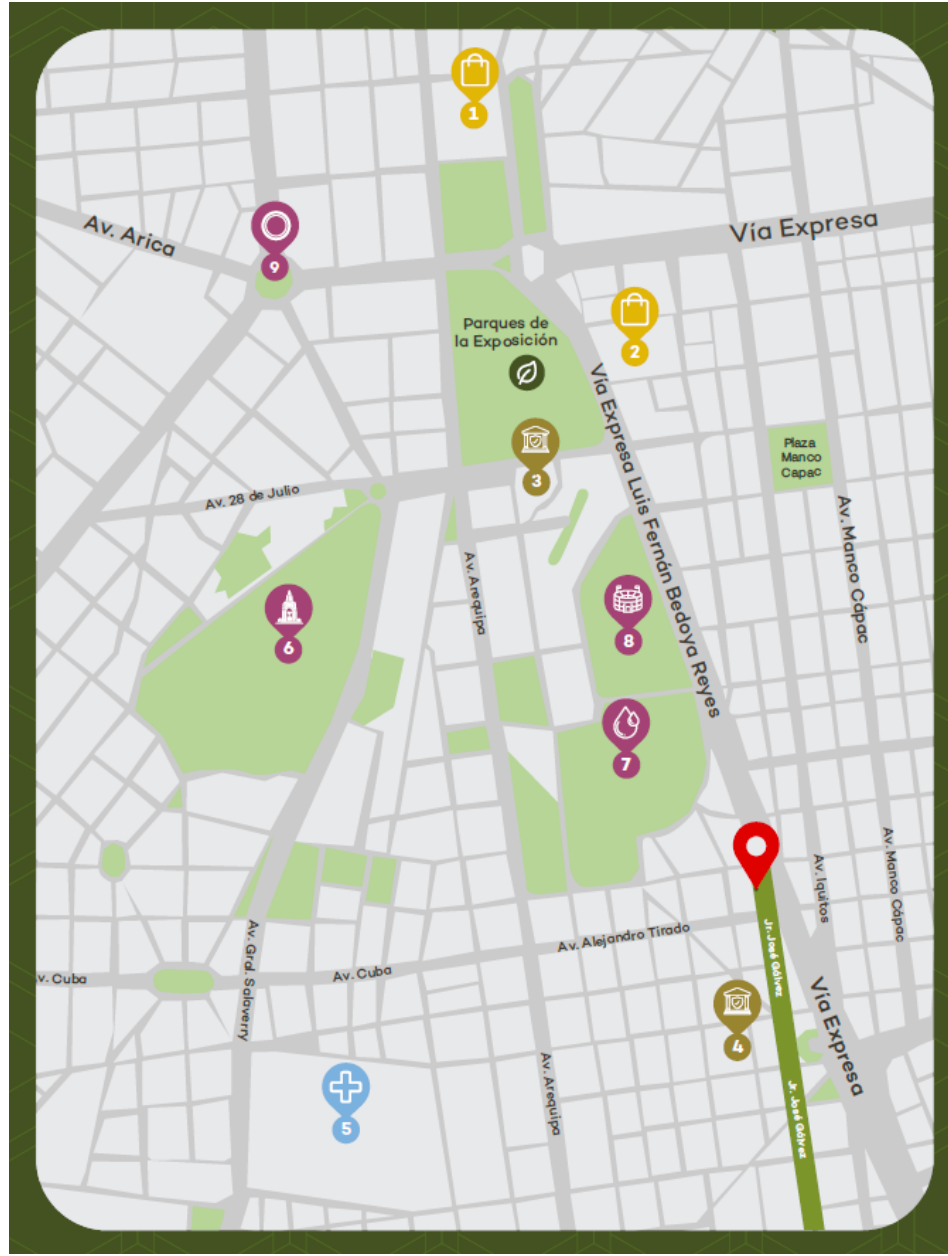 1
Av. Arica
Vía Expresa
9
2
Parques de
la Exposición
Vía Expresa Luis Fernán Bedoya Reyes
Plaza
Manco
Capac
3
Av. 28 de Julio
Av. Manco Cápac
Av. Arequipa
8
6
7
Av. Iquitos
Av. Manco Cápac
Jr. José Gálvez
Av. Alejandro Tirado
Av. Gral. Salaverry
v. Cuba
Av. Cuba
Vía Expresa
4
Av. Arequipa
5
Jr. José Gálvez